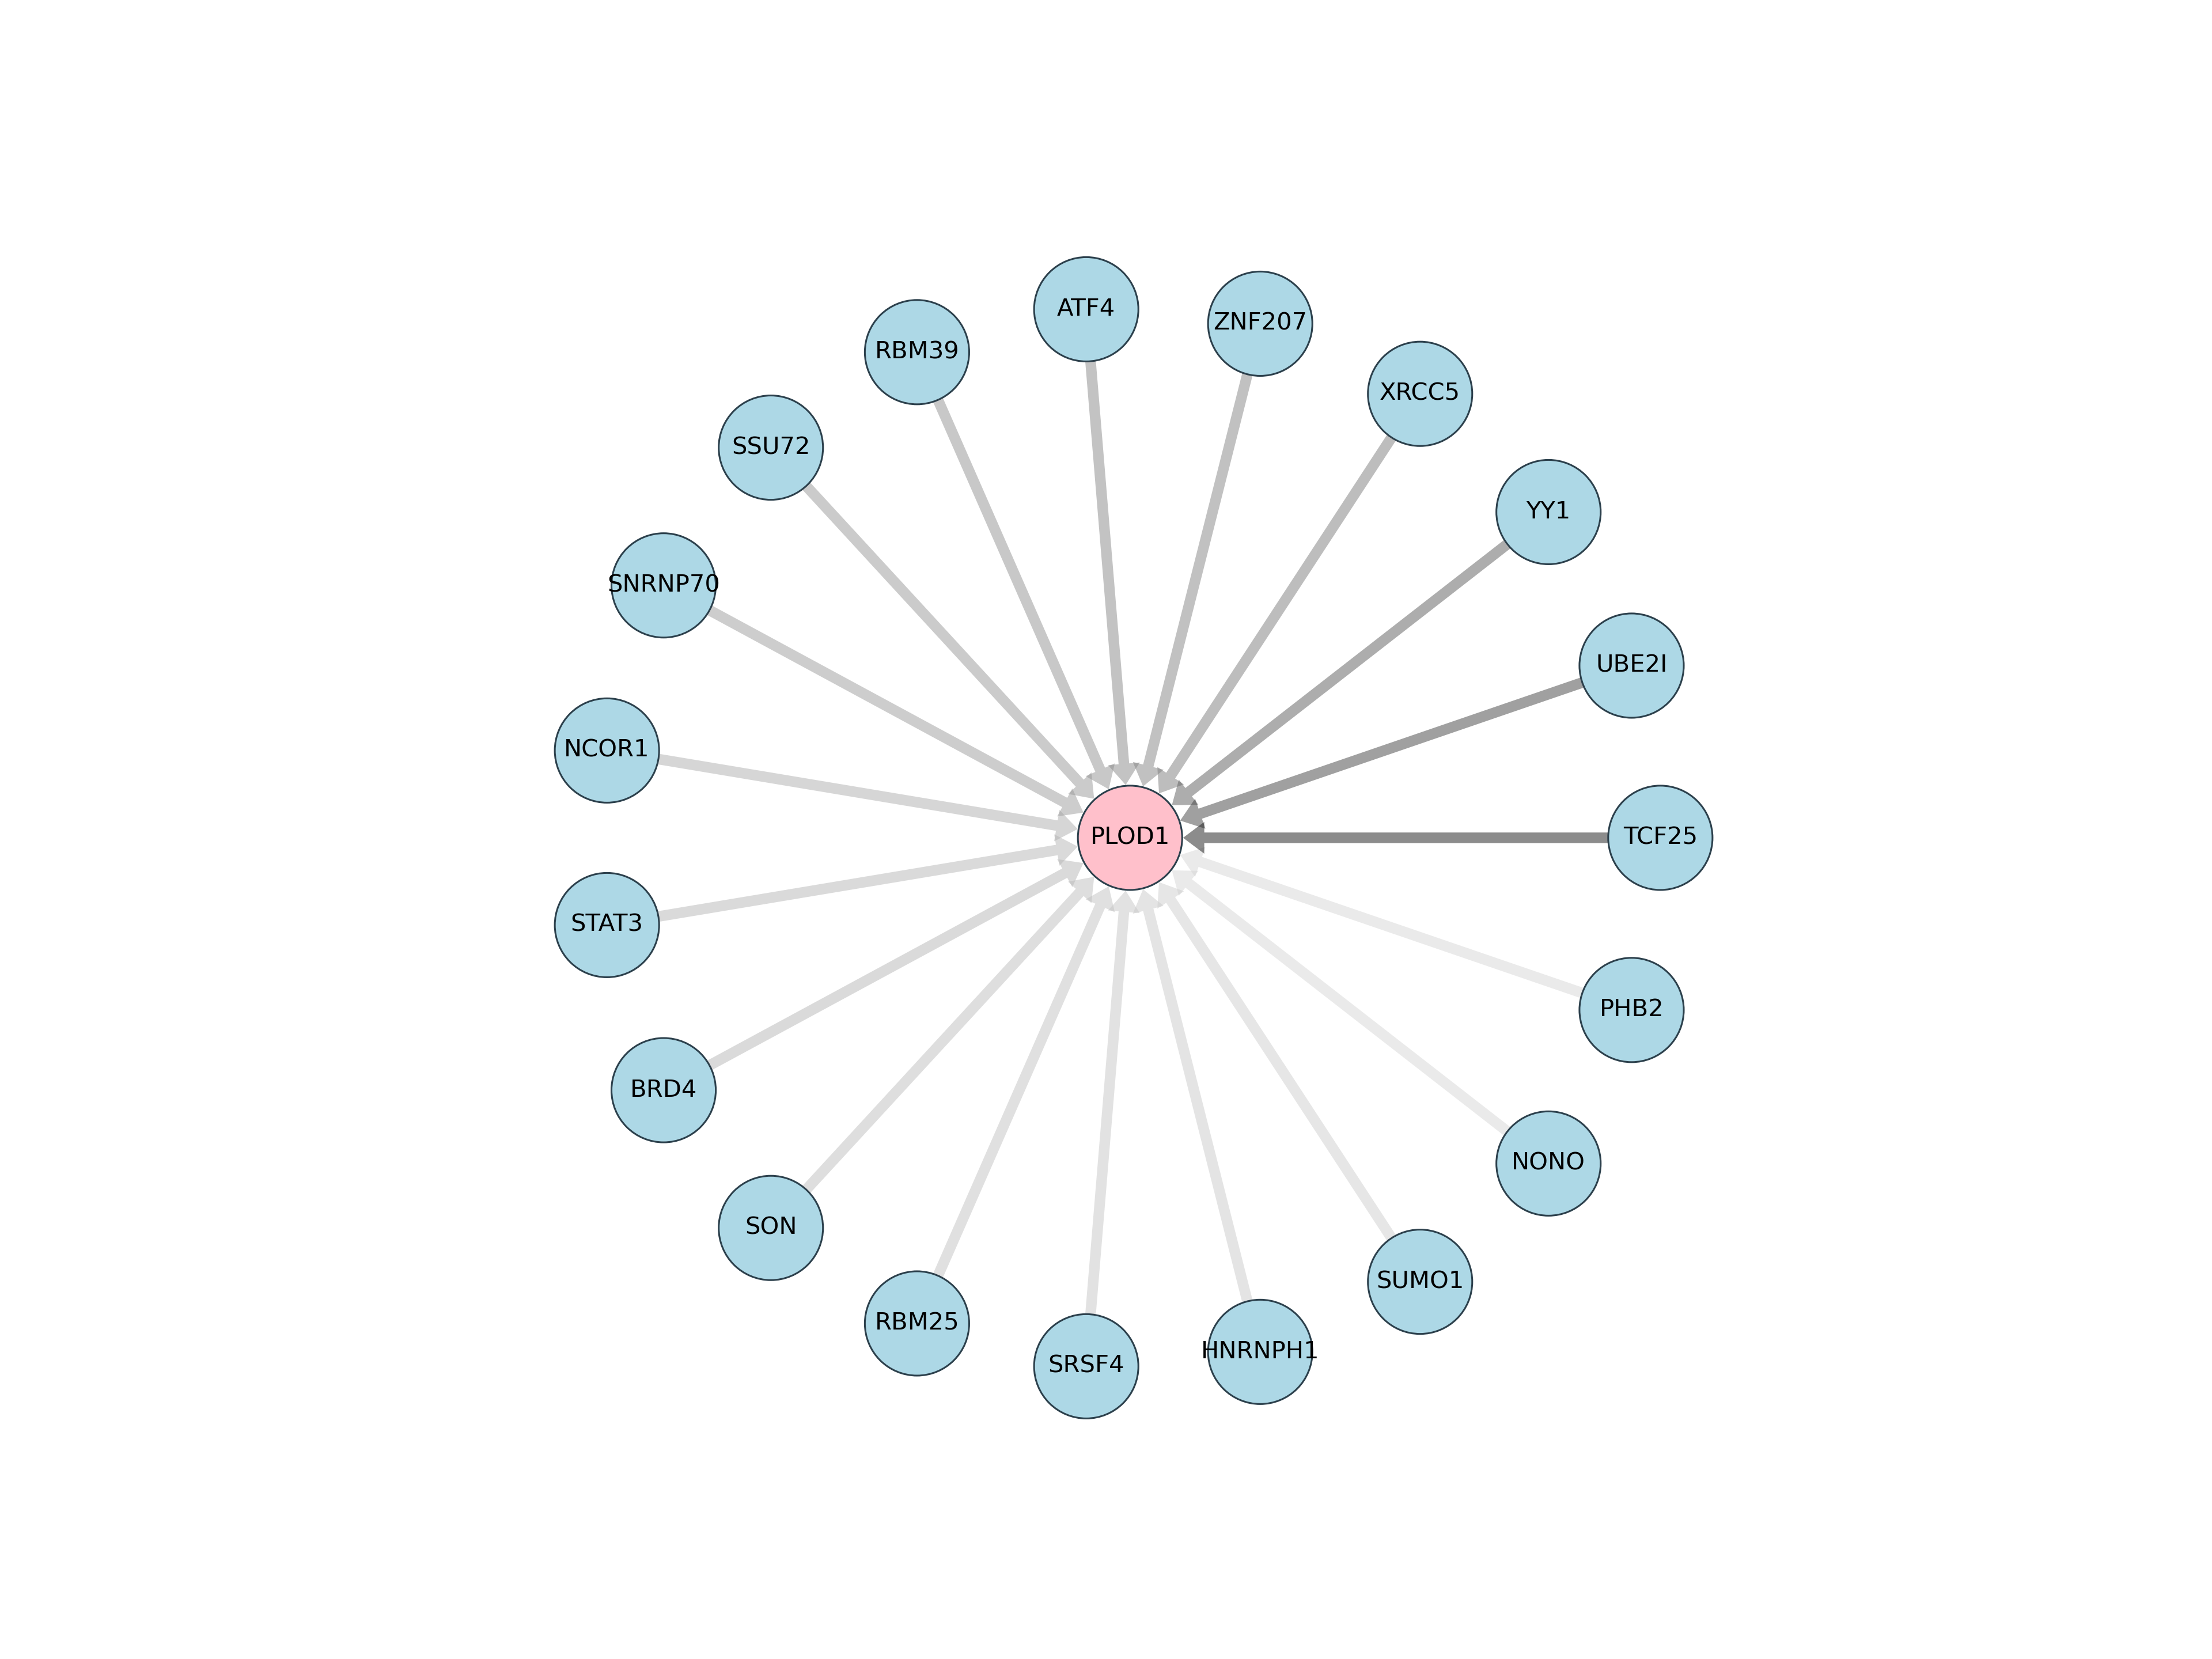 ATF4
ZNF207
RBM39
XRCC5
SSU72
YY1
SNRNP70
UBE2I
NCOR1
PLOD1
TCF25
STAT3
PHB2
BRD4
NONO
SON
SUMO1
RBM25
HNRNPH1
SRSF4